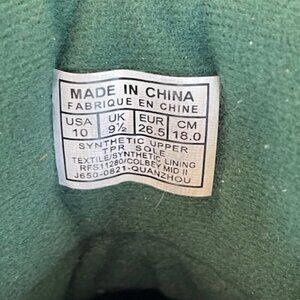 MADE IN CHINA
FABRIQUE EN CHINE
USA UK EUR CM
10 9½ 26.5 18.0
SYNTHETIC UPPER
TPR SOLE
TEXTILE/SYNTHETIC LINING
RFS11280/COLBEY MID II
J650-0821-QUANZHOU